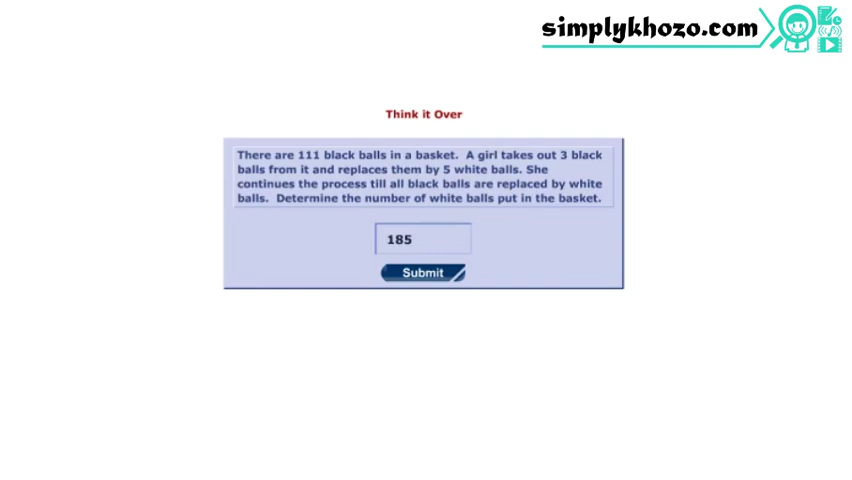 simplykhozo.com
Think it Over
There are 111 black balls in a basket. A girl takes out 3 black
balls from it and replaces them by 5 white balls. She
continues the process till all black balls are replaced by white
balls. Determine the number of white balls put in the basket.
185
Submit